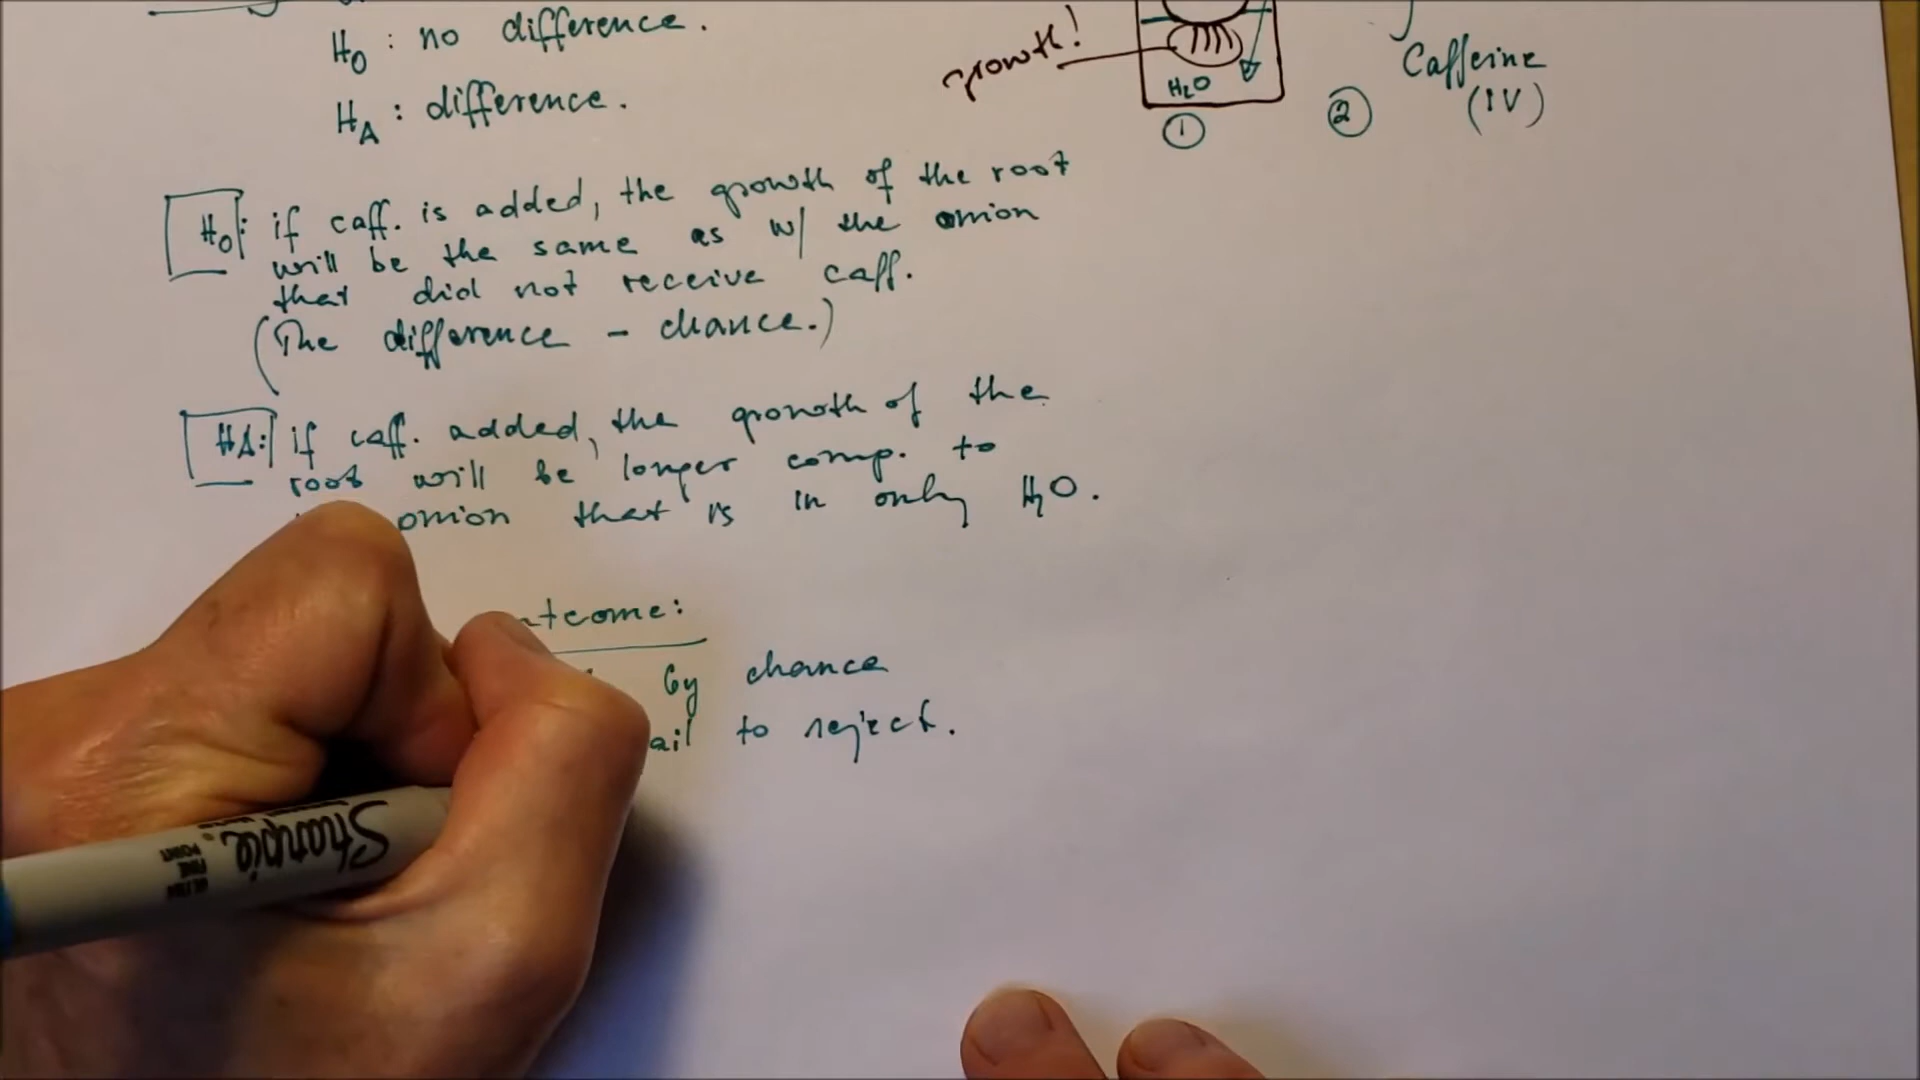 H0 : no difference.
HA : difference.
growth!
H2O
1
2
Caffeine
(IV)
H0: if caff. is added, the growth of the root
will be the same as w/ the onion
that did not receive caff.
(The difference - chance.)
HA: if caff. added, the growth of the
root will be longer comp. to
onion that is in only H2O.
utcome:
by chance
ail to reject.
Sharpie
FINE
POINT